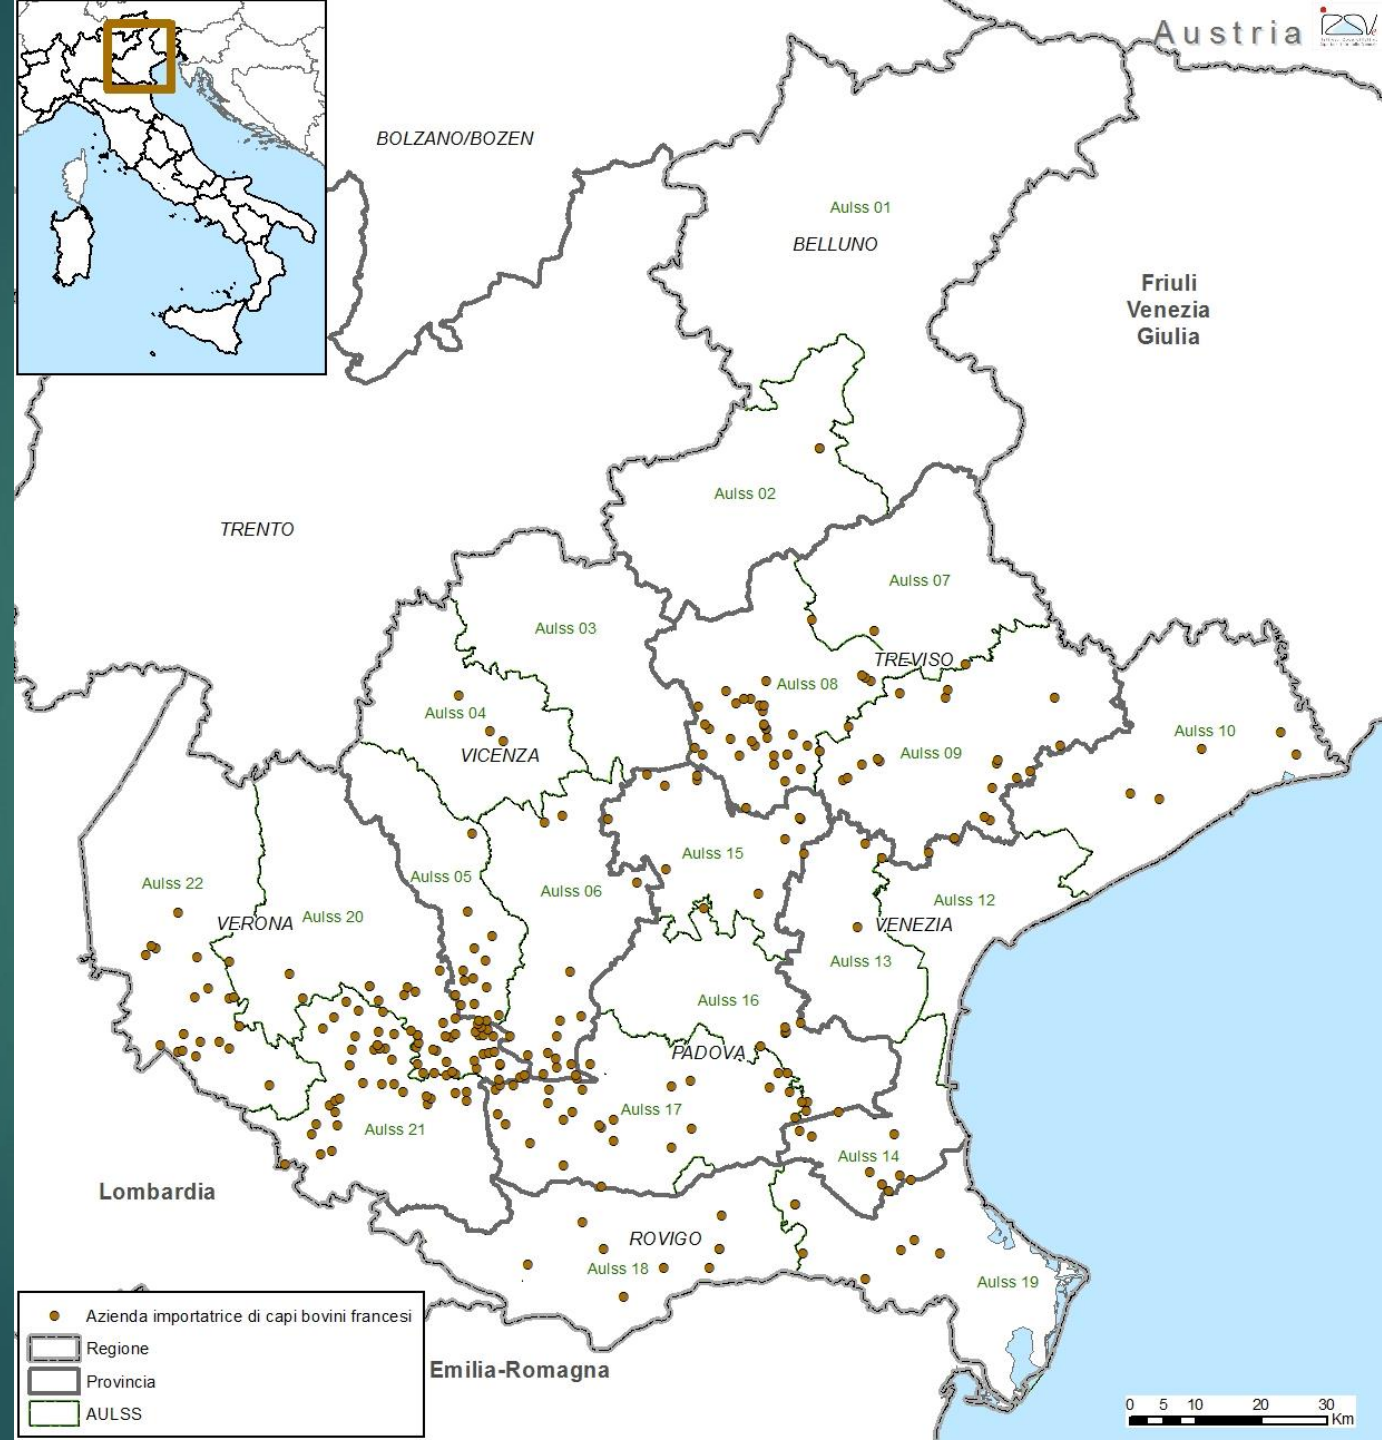 Austria
BOLZANO/BOZEN
Aulss 01
BELLUNO
Friuli
Venezia
Giulia
Aulss 02
TRENTO
Aulss 07
Aulss 03
TREVISO
Aulss 08
Aulss 04
VICENZA
Aulss 09
Aulss 10
Aulss 15
Aulss 05
Aulss 06
Aulss 22
Aulss 12
VERONA
Aulss 20
VENEZIA
Aulss 13
Aulss 16
PADOVA
Aulss 17
Aulss 21
Aulss 14
Lombardia
ROVIGO
Aulss 18
Aulss 19
Azienda importatrice di capi bovini francesi
Regione
Provincia
AULSS
Emilia-Romagna
0 5 10 20 30
Km